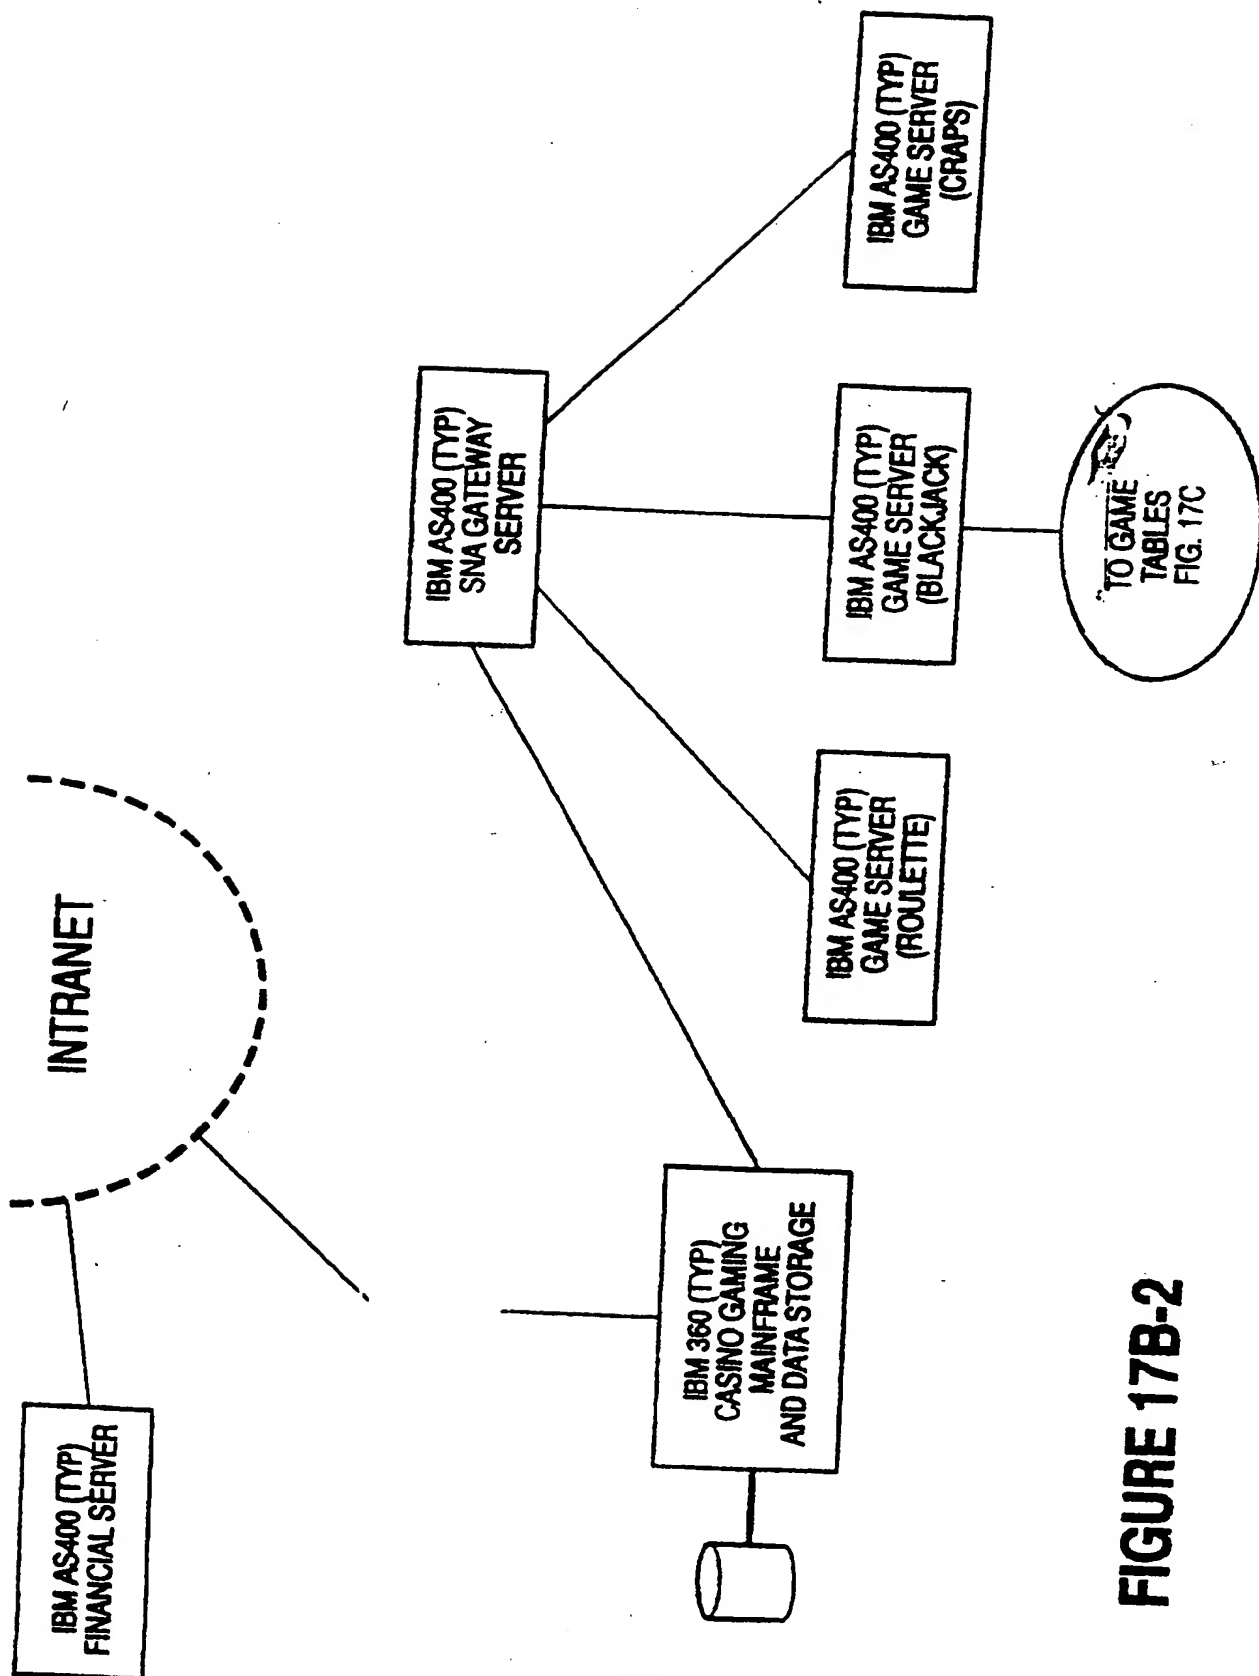 INTRANET
IBM AS400 (TYP)
FINANCIAL SERVER
IBM AS400 (TYP)
SNA GATEWAY
SERVER
IBM 360 (TYP)
CASINO GAMING
MAINFRAME
AND DATA STORAGE
IBM AS400 (TYP)
GAME SERVER
(ROULETTE)
IBM AS400 (TYP)
GAME SERVER
(BLACKJACK)
IBM AS400 (TYP)
GAME SERVER
(CRAPS)
TO GAME
TABLES
FIG. 17C
FIGURE 17B-2